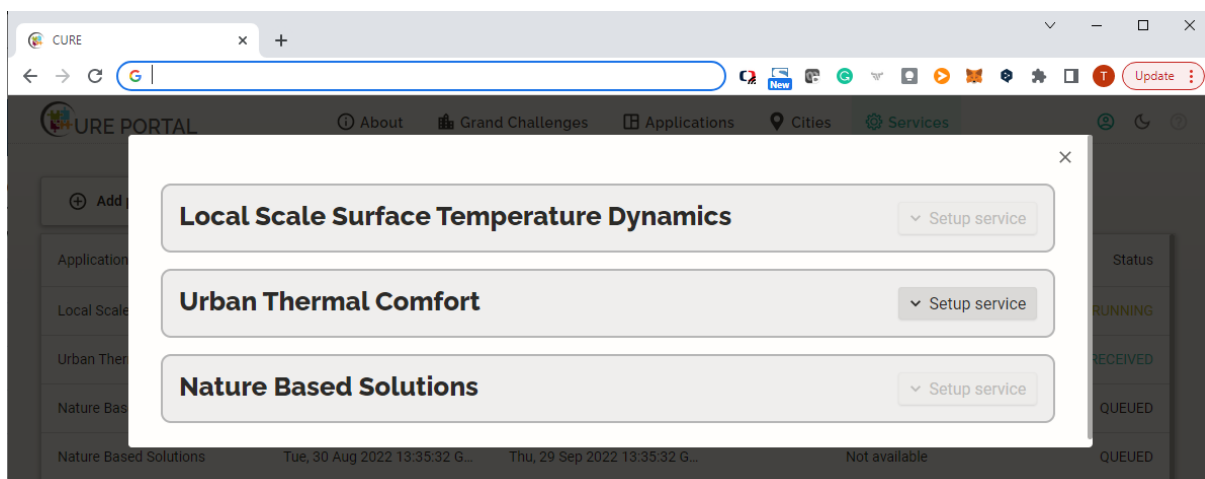 CURE
G
New
T
Update
CURE PORTAL
About
Grand Challenges
Applications
Cities
Services
Add
Local Scale Surface Temperature Dynamics
Setup service
Application
Status
Urban Thermal Comfort
Setup service
Local Scale
RUNNING
Urban Ther
RECEIVED
Nature Based Solutions
Setup service
Nature Bas
QUEUED
Nature Based Solutions
Tue, 30 Aug 2022 13:35:32 G...
Thu, 29 Sep 2022 13:35:32 G...
Not available
QUEUED